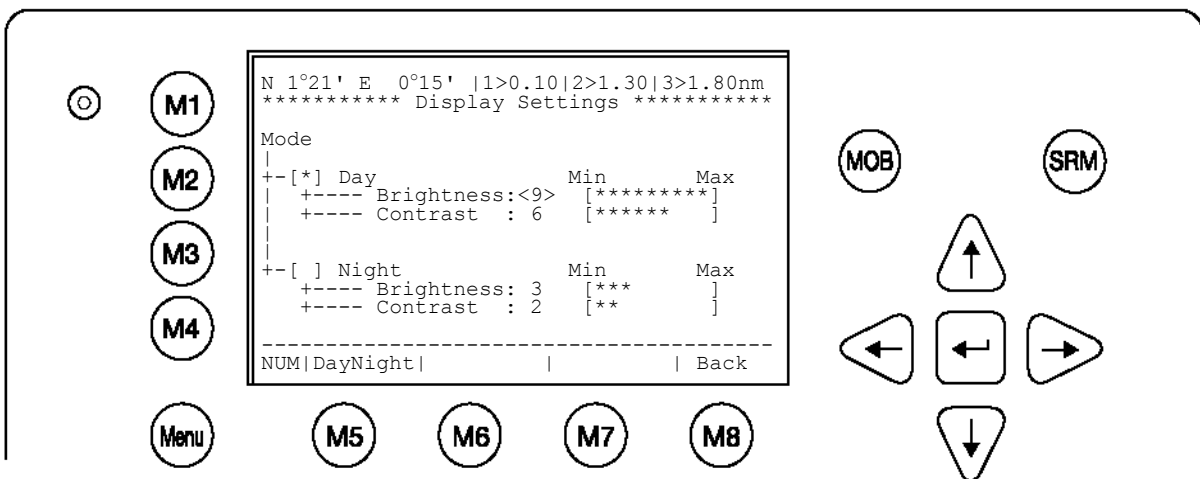 N 1°21' E 0°15' |1>0.10|2>1.30|3>1.80nm
*********** Display Settings ***********
M1
Mode
MOB
SRM
|
M2
+-[*] Day Min Max
| +---- Brightness:<9> [*********]
| +---- Contrast : 6 [****** ]
|
|
M3
+-[ ] Night Min Max
+---- Brightness: 3 [*** ]
+---- Contrast : 2 [** ]
M4
----------------------------------------
NUM|DayNight| | | Back
Menu
M5
M6
M7
M8